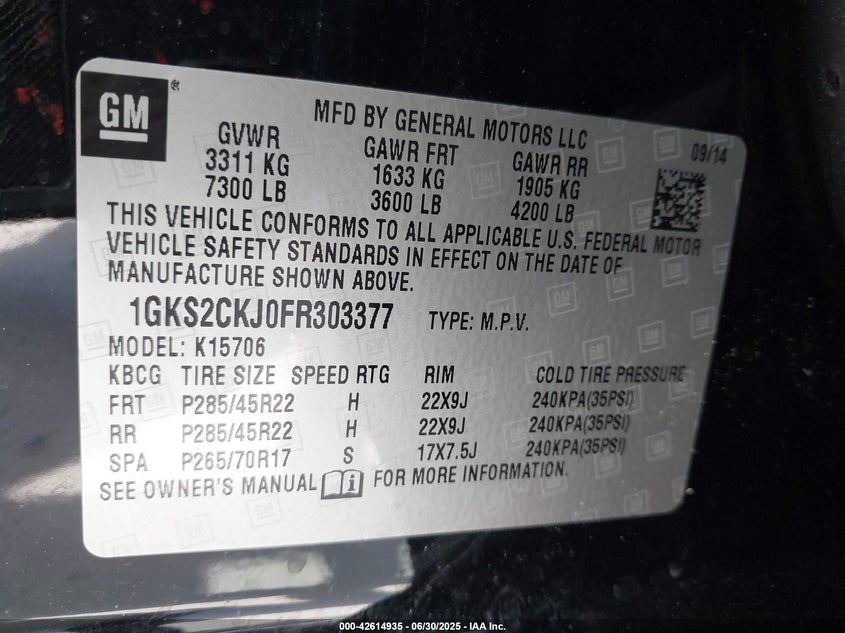 GM ®
MFD BY GENERAL MOTORS LLC
GVWR GAWR FRT GAWR RR 09/14
3311 KG 1633 KG 1905 KG
7300 LB 3600 LB 4200 LB
THIS VEHICLE CONFORMS TO ALL APPLICABLE U.S. FEDERAL MOTOR
VEHICLE SAFETY STANDARDS IN EFFECT ON THE DATE OF
MANUFACTURE SHOWN ABOVE.
1GKS2CKJ0FR303377 TYPE: M.P.V.
MODEL: K15706
KBCG TIRE SIZE SPEED RTG RIM COLD TIRE PRESSURE
FRT P285/45R22 H 22X9J 240KPA(35PSI)
RR P285/45R22 H 22X9J 240KPA(35PSI)
SPA P265/70R17 S 17X7.5J 240KPA(35PSI)
SEE OWNER'S MANUAL i FOR MORE INFORMATION.
000-42614935 - 06/30/2025 - IAA Inc.